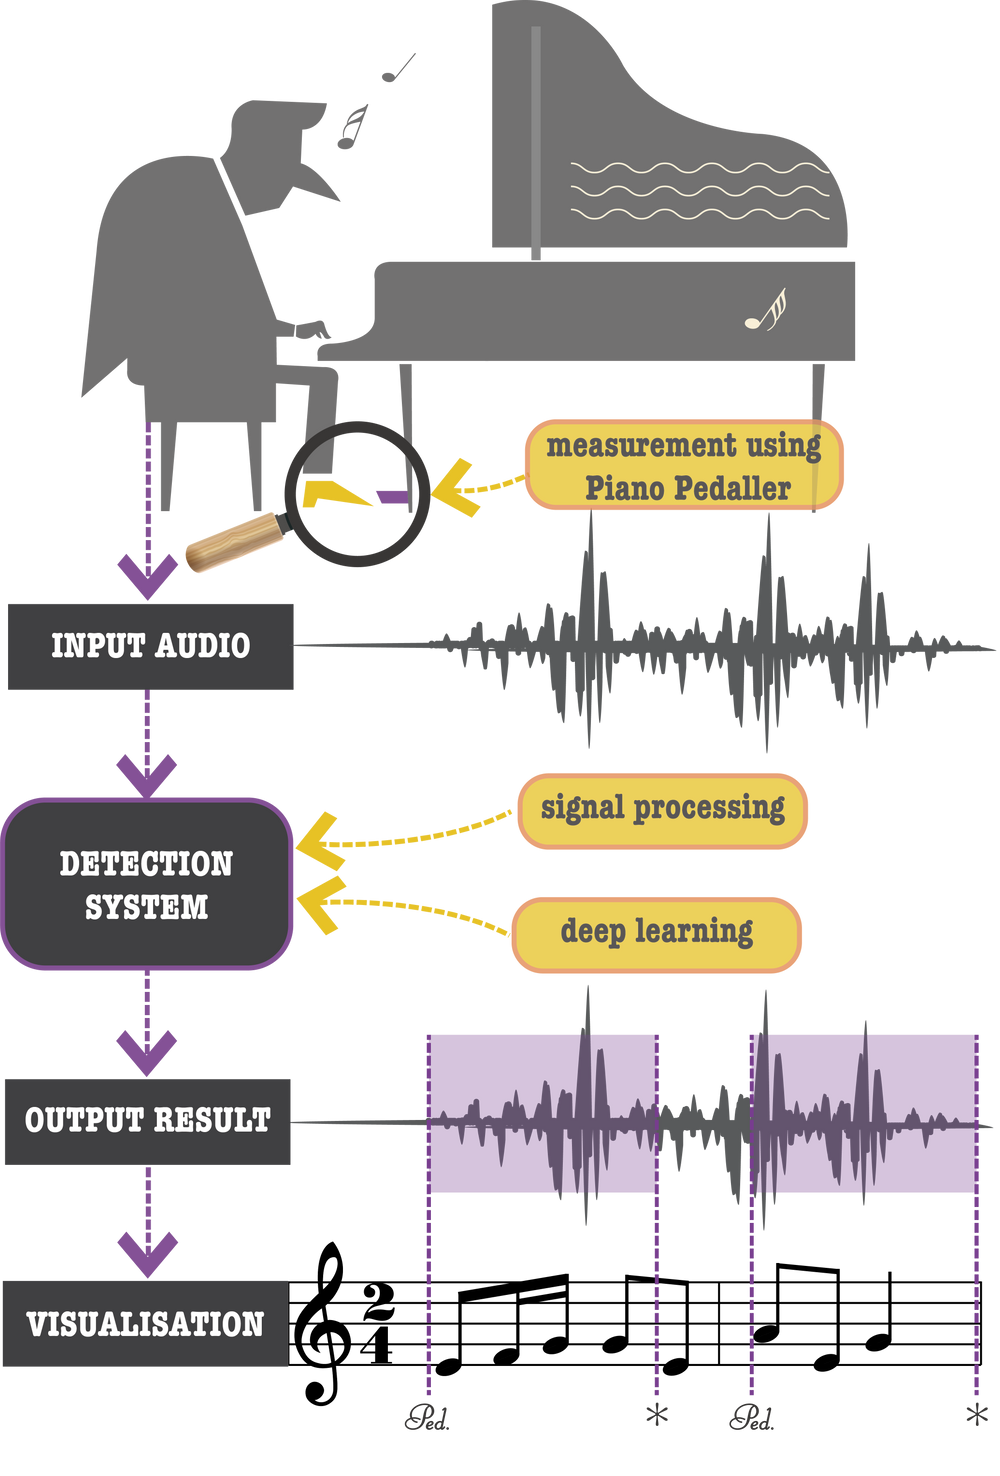 measurement using
Piano Pedaller
INPUT AUDIO
signal processing
DETECTION
SYSTEM
deep learning
OUTPUT RESULT
VISUALISATION
2
4
Ped. * Ped. *